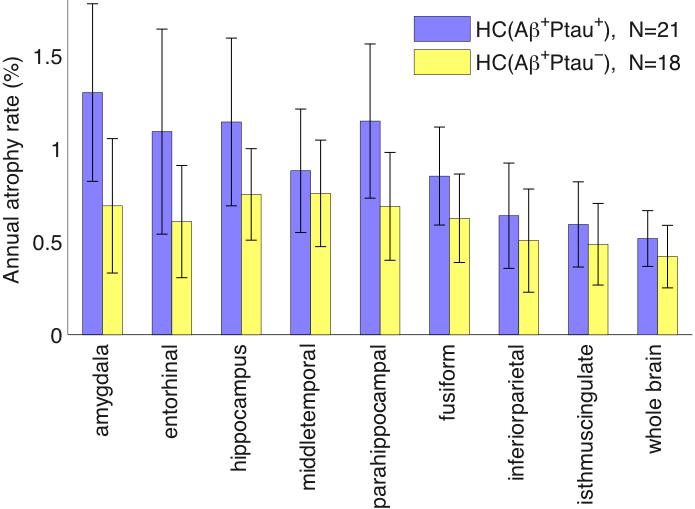 HC(Aβ⁺Ptau⁺), N=21
HC(Aβ⁺Ptau⁻), N=18
Annual atrophy rate (%)
1.5
1
0.5
0
amygdala
entorhinal
hippocampus
middletemporal
parahippocampal
fusiform
inferiorparietal
isthmuscingulate
whole brain